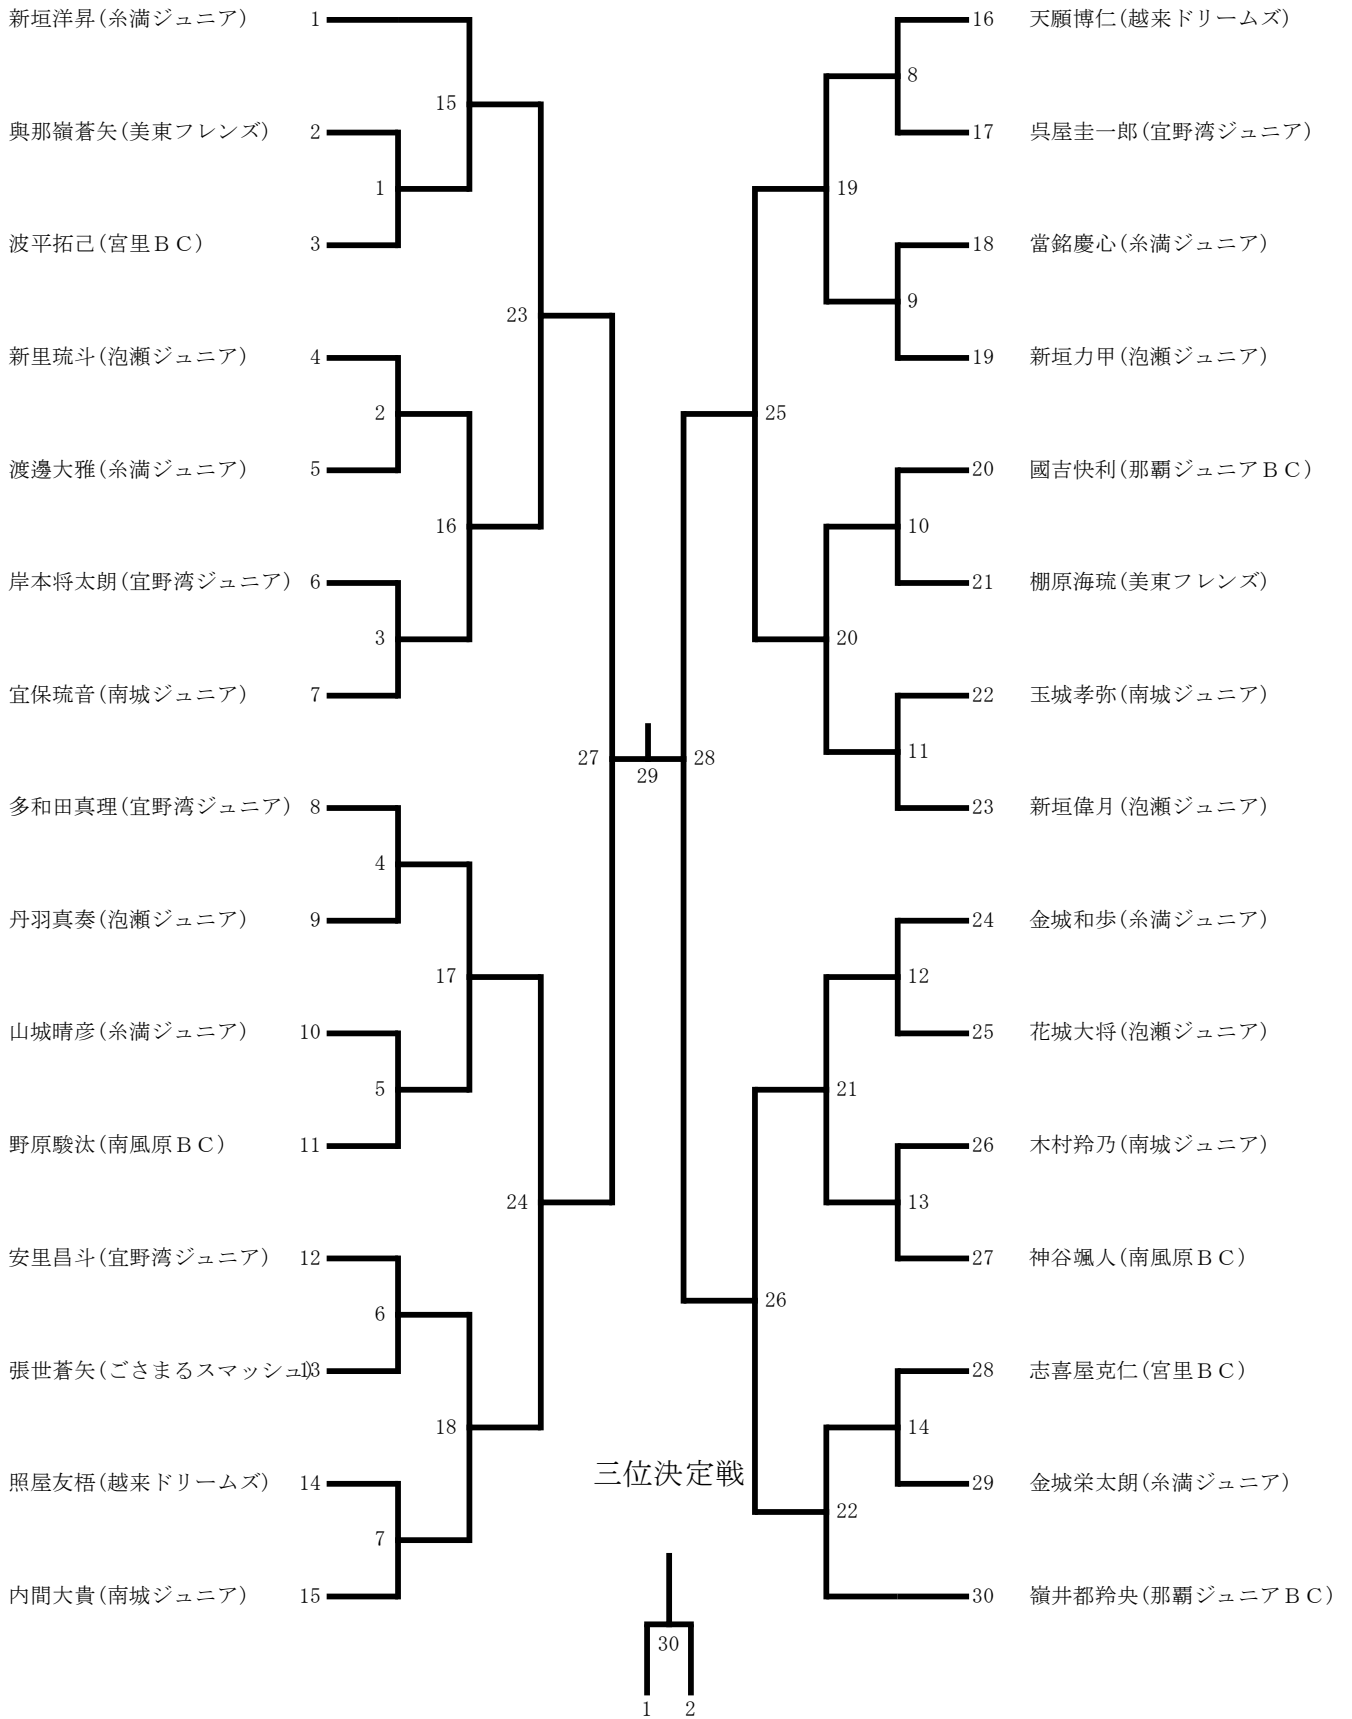 新垣洋昇(糸満ジュニア) 1
與那嶺蒼矢(美東フレンズ) 2
波平拓己(宮里ＢＣ) 3
新里琉斗(泡瀬ジュニア) 4
渡邊大雅(糸満ジュニア) 5
岸本将太朗(宜野湾ジュニア) 6
宜保琉音(南城ジュニア) 7
多和田真理(宜野湾ジュニア) 8
丹羽真奏(泡瀬ジュニア) 9
山城晴彦(糸満ジュニア) 10
野原駿汰(南風原ＢＣ) 11
安里昌斗(宜野湾ジュニア) 12
張世蒼矢(ごさまるスマッシュ) 13
照屋友梧(越来ドリームズ) 14
内間大貴(南城ジュニア) 15
1
2
3
4
5
6
7
15
16
17
18
23
24
27
29
28
25
26
19
20
21
22
8
9
10
11
12
13
14
16 天願博仁(越来ドリームズ)
17 呉屋圭一郎(宜野湾ジュニア)
18 當銘慶心(糸満ジュニア)
19 新垣力甲(泡瀬ジュニア)
20 國吉快利(那覇ジュニアＢＣ)
21 棚原海琉(美東フレンズ)
22 玉城孝弥(南城ジュニア)
23 新垣偉月(泡瀬ジュニア)
24 金城和歩(糸満ジュニア)
25 花城大将(泡瀬ジュニア)
26 木村羚乃(南城ジュニア)
27 神谷颯人(南風原ＢＣ)
28 志喜屋克仁(宮里ＢＣ)
29 金城栄太朗(糸満ジュニア)
30 嶺井都羚央(那覇ジュニアＢＣ)
三位決定戦
30
1 2